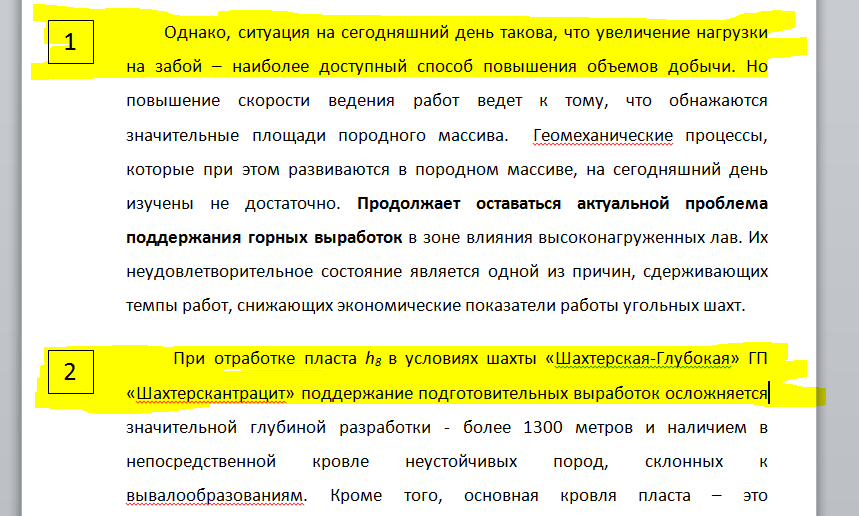 1
Однако, ситуация на сегодняшний день такова, что увеличение нагрузки
на забой – наиболее доступный способ повышения объемов добычи. Но
повышение скорости ведения работ ведет к тому, что обнажаются
значительные площади породного массива. Геомеханические процессы,
которые при этом развиваются в породном массиве, на сегодняшний день
изучены не достаточно. Продолжает оставаться актуальной проблема
поддержания горных выработок в зоне влияния высоконагруженных лав. Их
неудовлетворительное состояние является одной из причин, сдерживающих
темпы работ, снижающих экономические показатели работы угольных шахт.
2
При отработке пласта h8 в условиях шахты «Шахтерская-Глубокая» ГП
«Шахтерскантрацит» поддержание подготовительных выработок осложняется
значительной глубиной разработки - более 1300 метров и наличием в
непосредственной кровле неустойчивых пород, склонных к
вывалообразованиям. Кроме того, основная кровля пласта – это